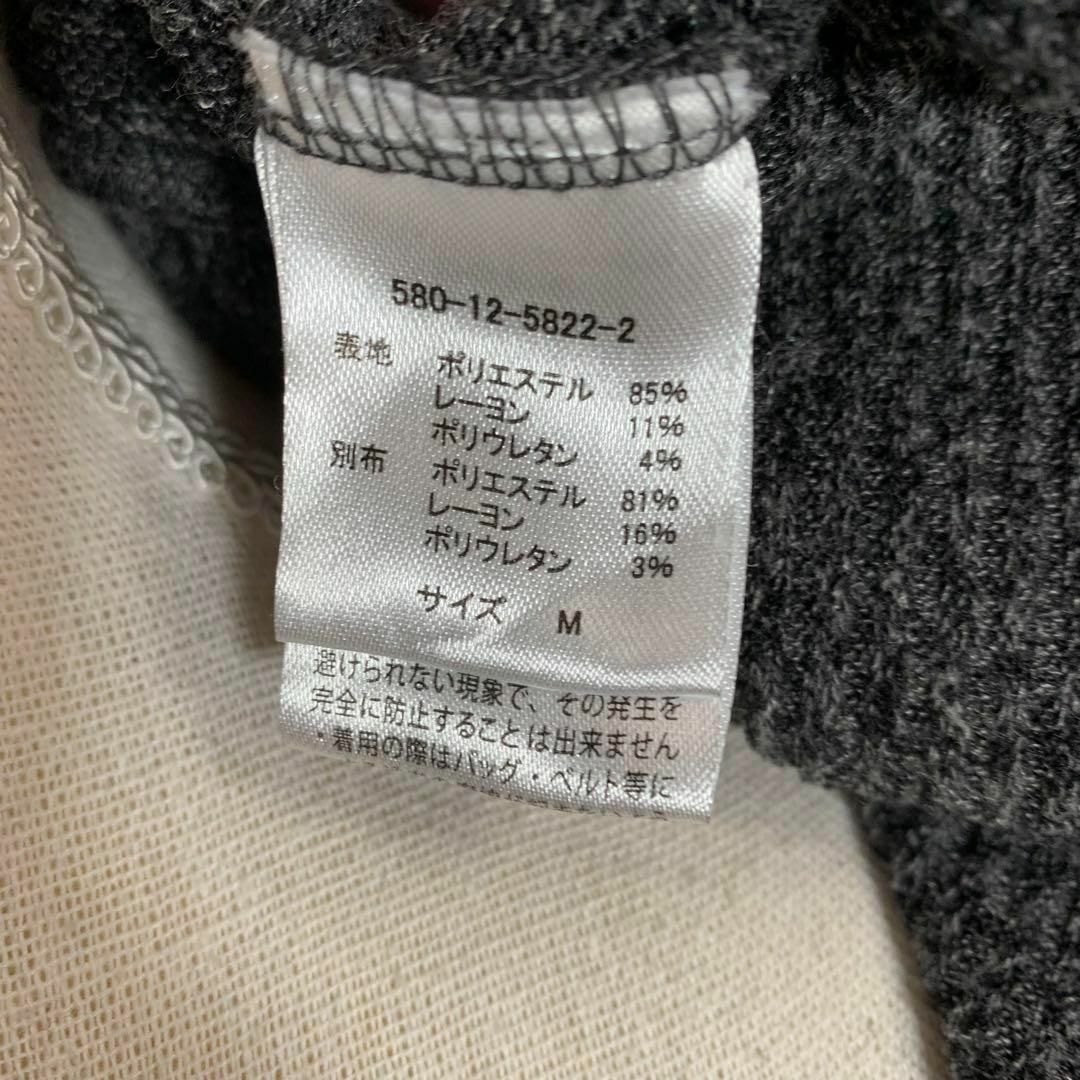 580-12-5822-2
表地 ポリエステル 85%
レーヨン 11%
ポリウレタン 4%
別布 ポリエステル 81%
レーヨン 16%
ポリウレタン 3%
サイズ M
避けられない現象で、その発生を
完全に防止することは出来ません
・着用の際はバッグ・ベルト等に